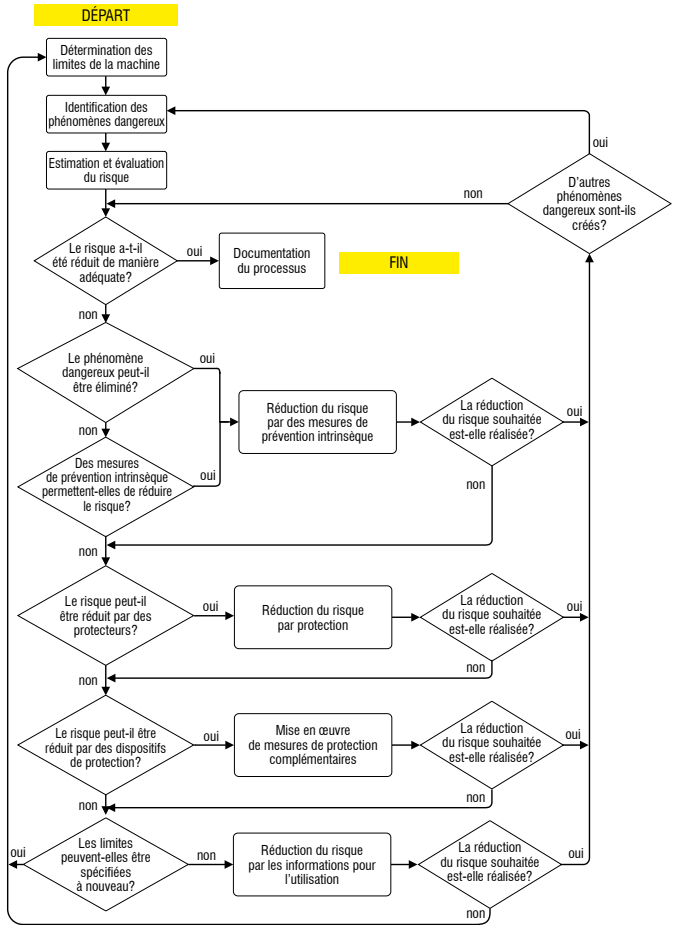 DÉPART
Détermination des
limites de la machine
Identification des
phénomènes dangereux
Estimation et évaluation
du risque
oui
D'autres
phénomènes
dangereux sont-ils
créés?
non
Le risque a-t-il
été réduit de manière
adéquate?
oui
Documentation
du processus
FIN
non
Le phénomène
dangereux peut-il
être éliminé?
oui
Réduction du risque
par des mesures de
prévention intrinsèque
La réduction
du risque souhaitée
est-elle réalisée?
oui
non
Des mesures
de prévention intrinsèque
permettent-elles de réduire
le risque?
oui
non
non
Le risque peut-il
être réduit par des
protecteurs?
oui
Réduction du risque
par protection
La réduction
du risque souhaitée
est-elle réalisée?
oui
non
non
Le risque peut-il être
réduit par des dispositifs
de protection?
oui
Mise en œuvre
de mesures de protection
complémentaires
La réduction
du risque souhaitée
est-elle réalisée?
oui
non
non
oui
Les limites
peuvent-elles être
spécifiées
à nouveau?
non
Réduction du risque
par les informations pour
l'utilisation
La réduction
du risque souhaitée
est-elle réalisée?
oui
non